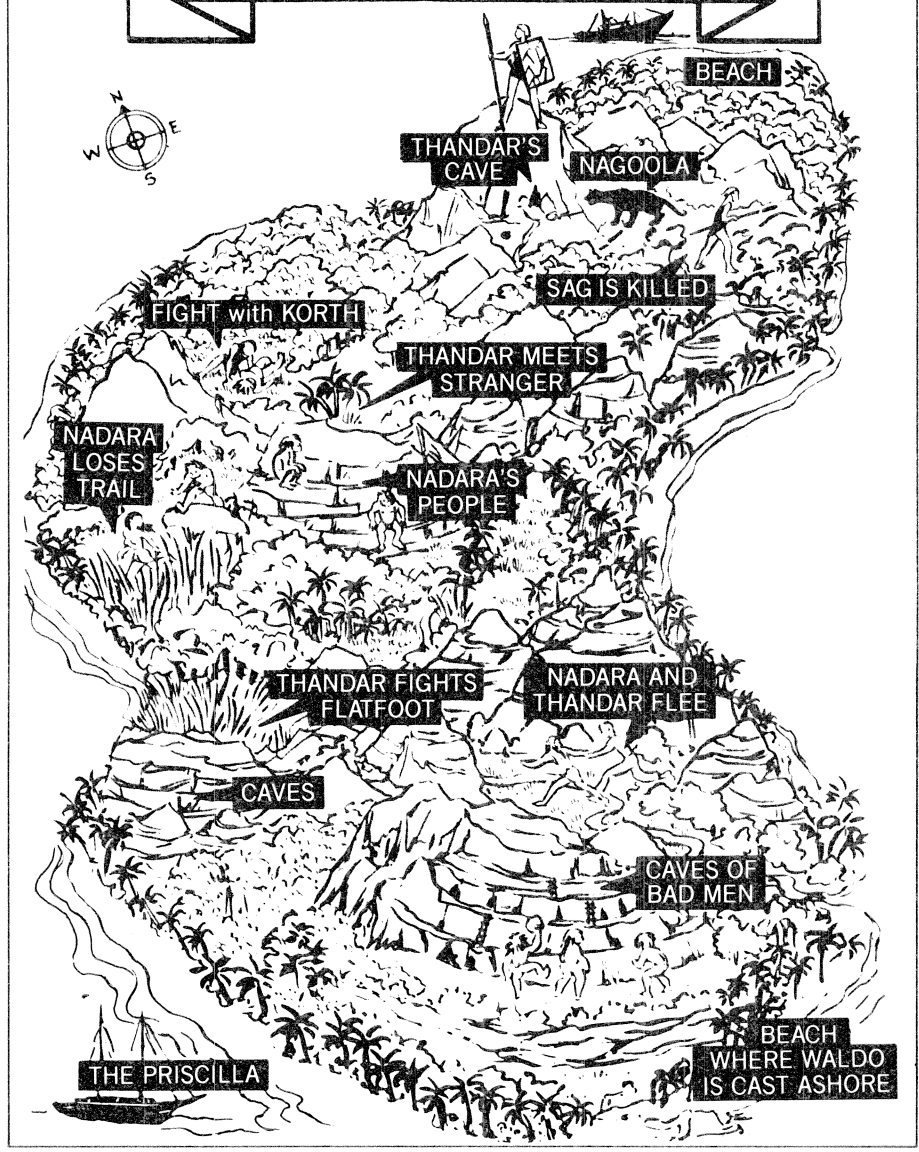 BEACH
N
W E
S
THANDAR'S
CAVE
NAGOOLA
SAG IS KILLED
FIGHT with KORTH
THANDAR MEETS
STRANGER
NADARA
LOSES
TRAIL
NADARA'S
PEOPLE
THANDAR FIGHTS
FLATFOOT
NADARA AND
THANDAR FLEE
CAVES
CAVES OF
BAD MEN
BEACH
WHERE WALDO
IS CAST ASHORE
THE PRISCILLA